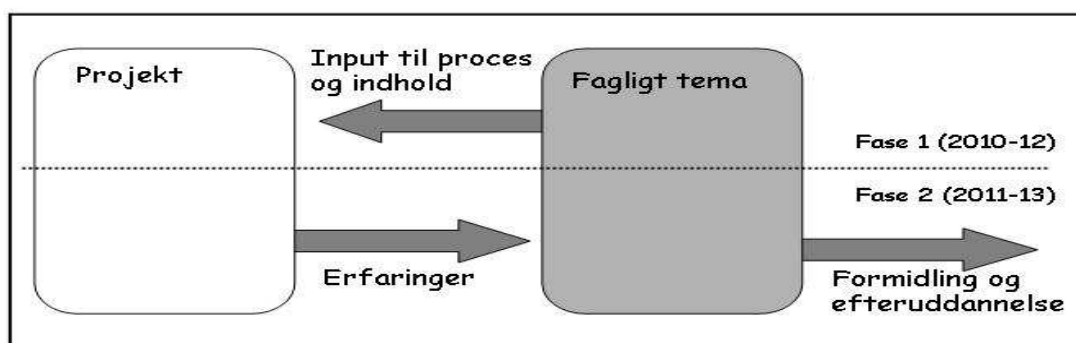 Projekt
Input til proces
og indhold
Fagligt tema
Fase 1 (2010-12)
Fase 2 (2011-13)
Erfaringer
Formidling og
efteruddannelse